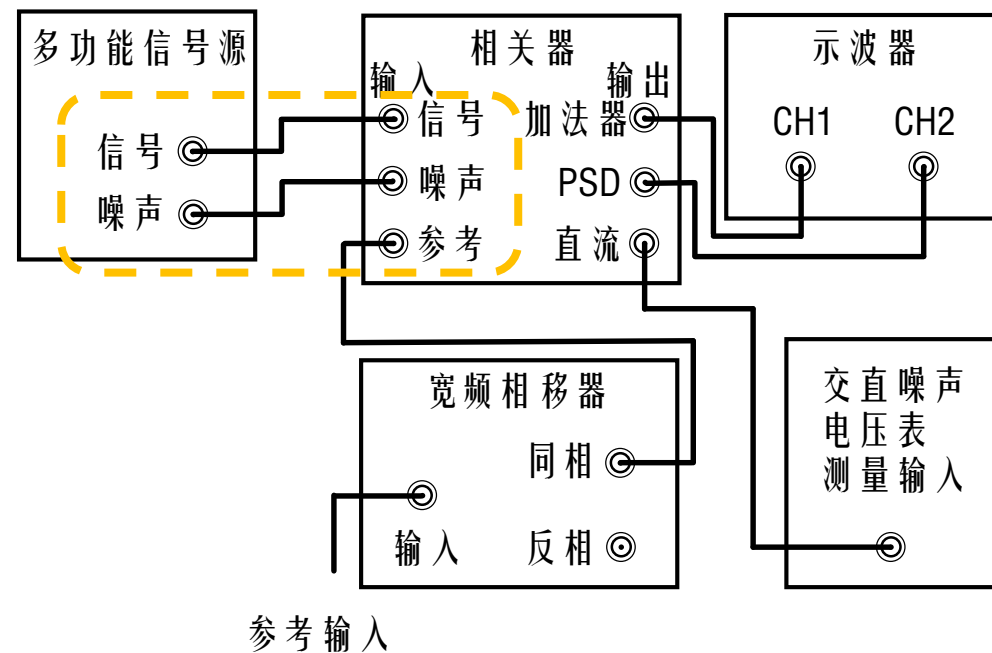 多功能信号源
信号
噪声
相关器
输入
输出
信号
加法器
噪声
PSD
参考
直流
示波器
CH1
CH2
宽频相移器
同相
输入
反相
参考输入
交直噪声
电压表
测量输入